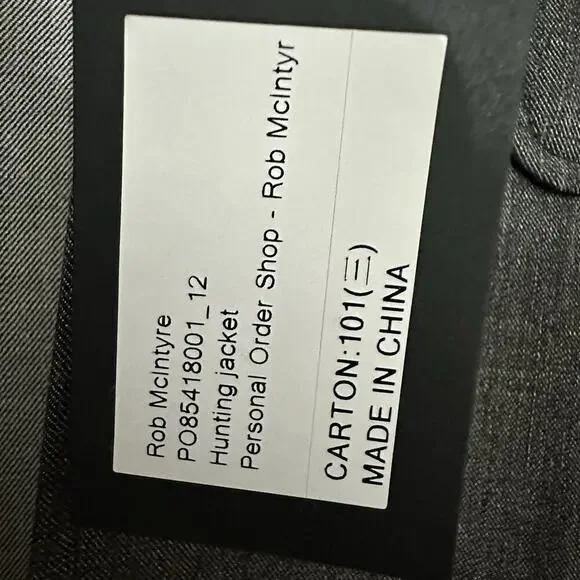 Rob McIntyre
PO85418001_12
Hunting jacket
Personal Order Shop - Rob McIntyr
CARTON:101(三)
MADE IN CHINA